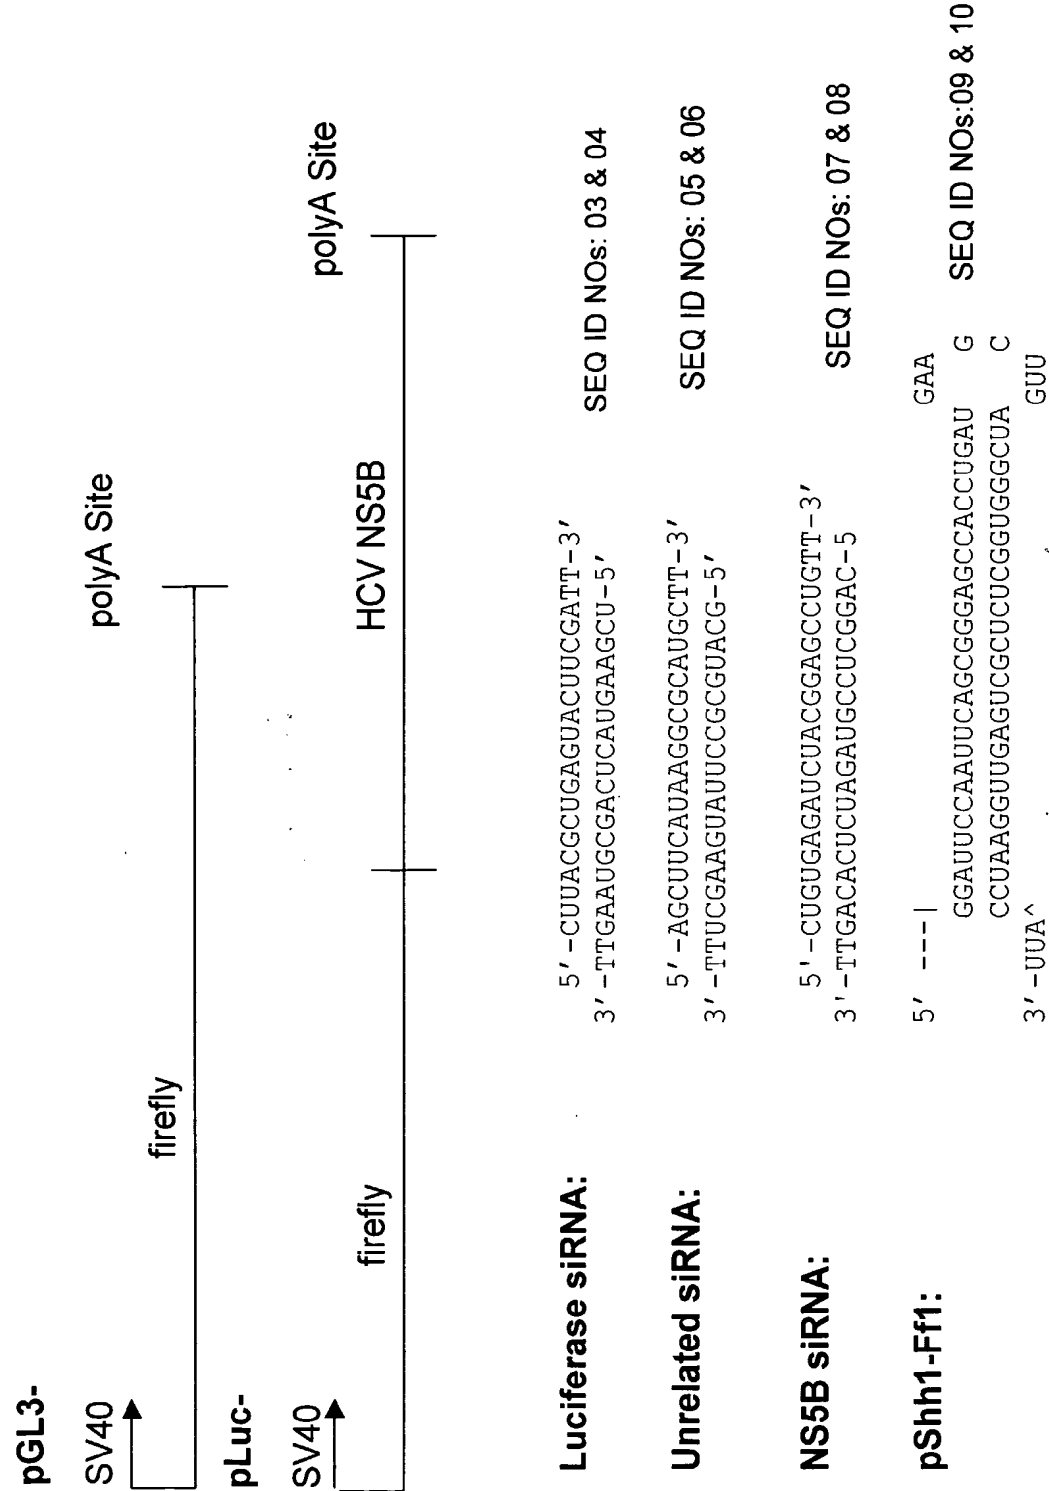 pGL3-
SV40
firefly
polyA Site
pLuc-
SV40
firefly
HCV NS5B
polyA Site
Luciferase siRNA:
5'-CUUACGCUGAGUACUUCGATT-3'
3'-TTGAAUGCGACUCAUGAAGCU-5'
SEQ ID NOs: 03 & 04
Unrelated siRNA:
5'-AGCUUCAUAAGGCGCAUGCTT-3'
3'-TTUCGAAGUAUUCCGCGUACG-5'
SEQ ID NOs: 05 & 06
NS5B siRNA:
5'-CUGUGAGAUCUACGGAGCCUGTT-3'
3'-TTGACACUCUAGAUGCCUCGGAC-5
SEQ ID NOs: 07 & 08
pShh1-Ff1:
5' ---| GAA
GGAUUCCAAUUCAGCGGGAGCCACCUGAU G
CCUAAGGUUGAGUCGCUCUCGGUGGGCUA C
3'-UUA^ GUU
SEQ ID NOs:09 & 10